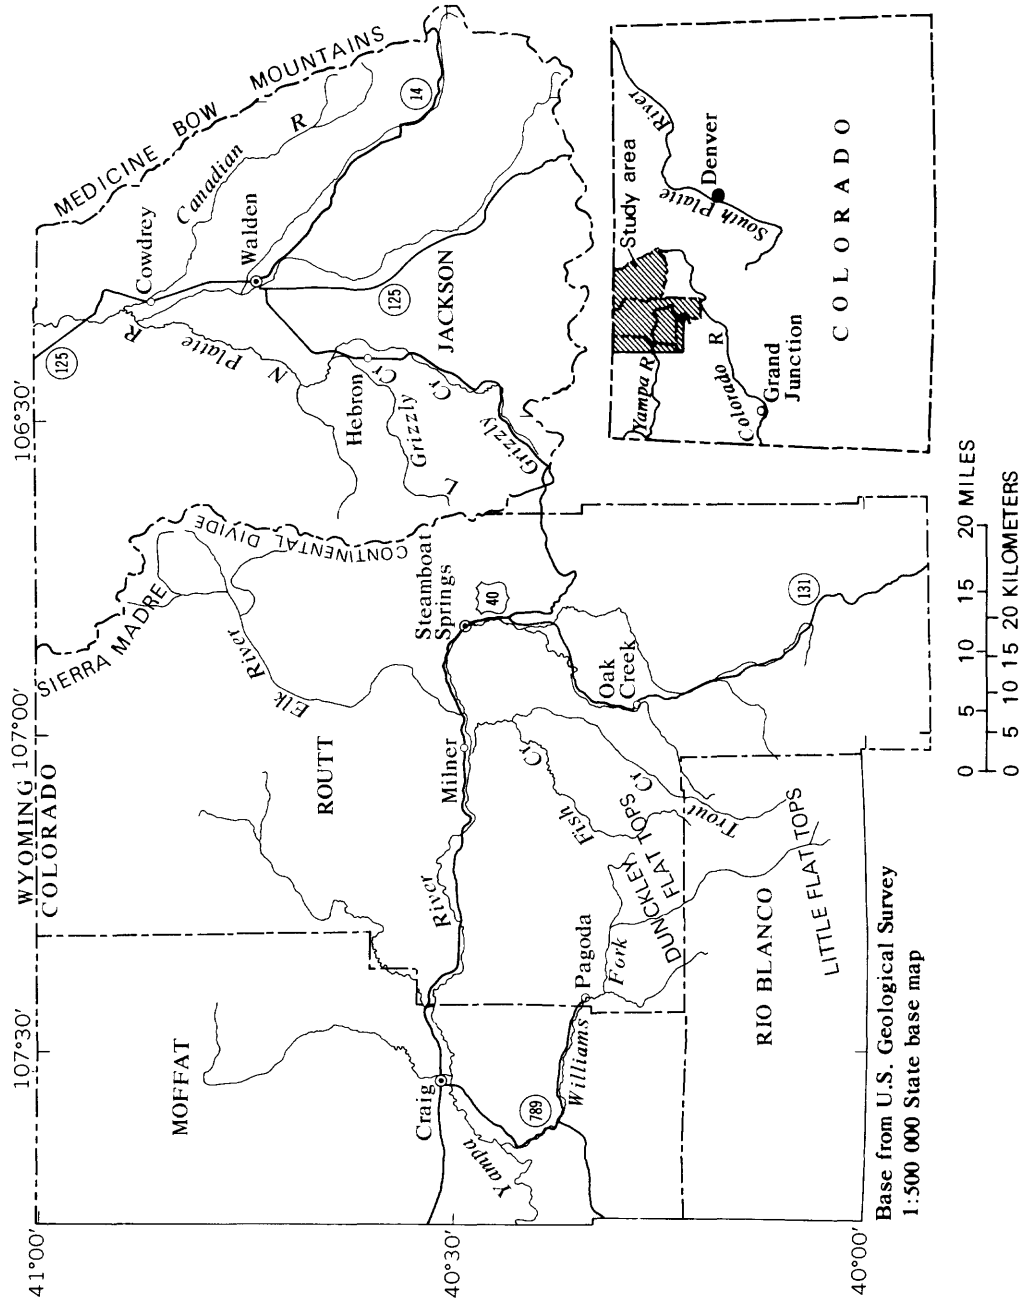 107°30'
WYOMING 107°00'
COLORADO
106°30'
41°00'
40°30'
40°00'
MOFFAT
ROUTT
JACKSON
RIO BLANCO
SIERRA MADRE
CONTINENTAL DIVIDE
MEDICINE BOW MOUNTAINS
125
Cowdrey
Canadian R
N Platte R
Walden
14
125
Hebron
Grizzly Cr
L Grizzly Cr
Elk River
Craig
Yampa River
Milner
Steamboat
Springs
40
789
Williams Fork
Pagoda
Fish Cr
Trout Cr
Oak
Creek
131
DUNCKLEY
FLAT TOPS
LITTLE FLAT TOPS
Base from U.S. Geological Survey
1:500 000 State base map
0 5 10 15 20 MILES
0 5 10 15 20 KILOMETERS
Study area
Yampa R
Colorado R
Grand
Junction
South Platte River
Denver
COLORADO